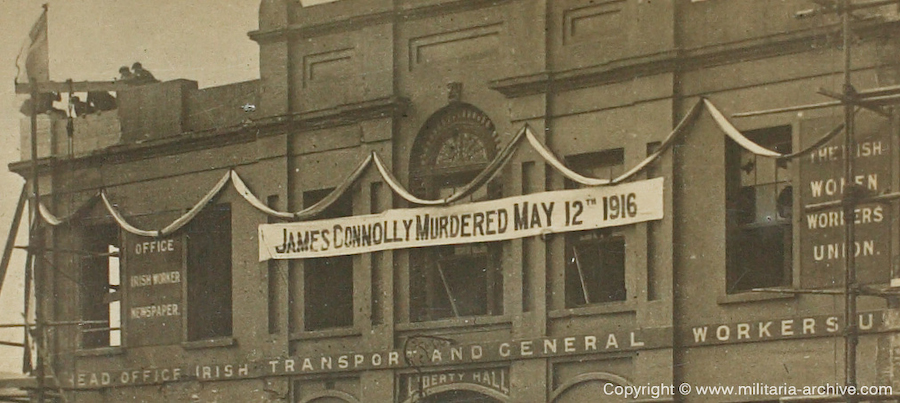 JAMES CONNOLLY MURDERED MAY 12TH 1916
OFFICE
IRISH WORKER
NEWSPAPER.
THE IRISH
WOMEN
WORKERS
UNION.
HEAD OFFICE IRISH TRANSPORT AND GENERAL WORKERS U
LIBERTY HALL
Copyright © www.militaria-archive.com